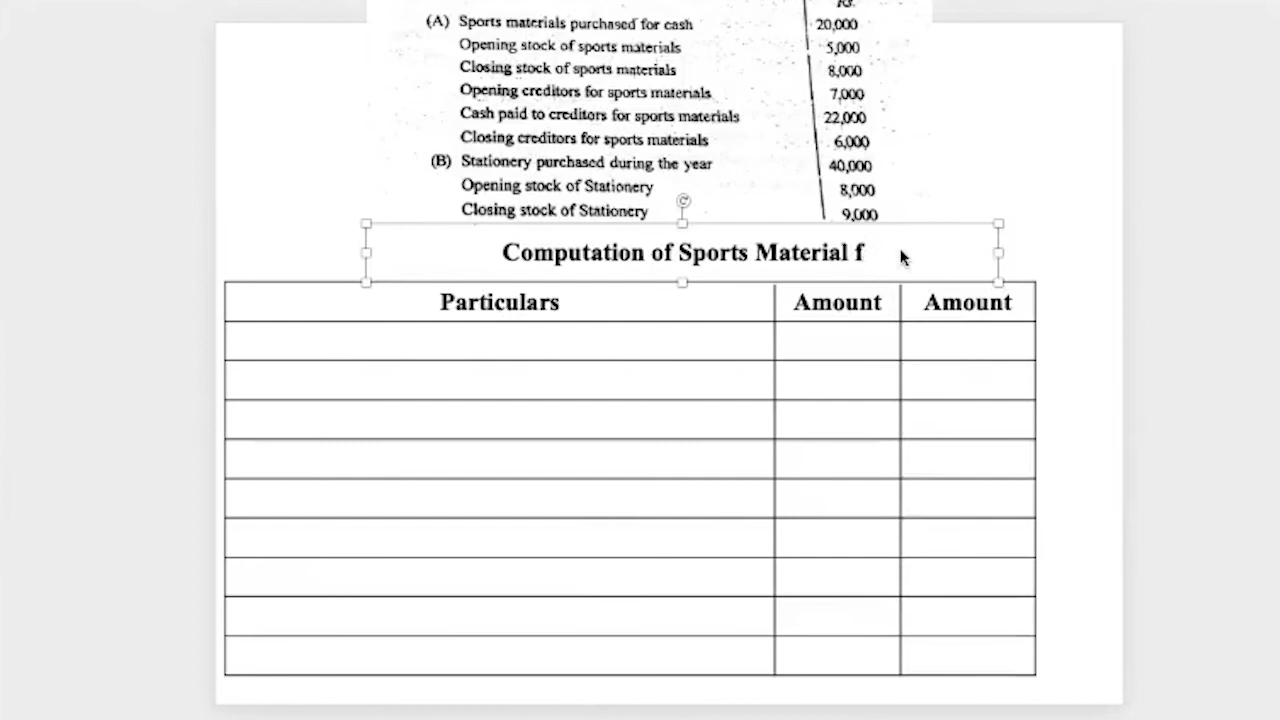 Rs.
(A) Sports materials purchased for cash 20,000
Opening stock of sports materials 5,000
Closing stock of sports materials 8,000
Opening creditors for sports materials 7,000
Cash paid to creditors for sports materials 22,000
Closing creditors for sports materials 6,000
(B) Stationery purchased during the year 40,000
Opening stock of Stationery 8,000
Closing stock of Stationery 9,000
Computation of Sports Material f
Particulars Amount Amount